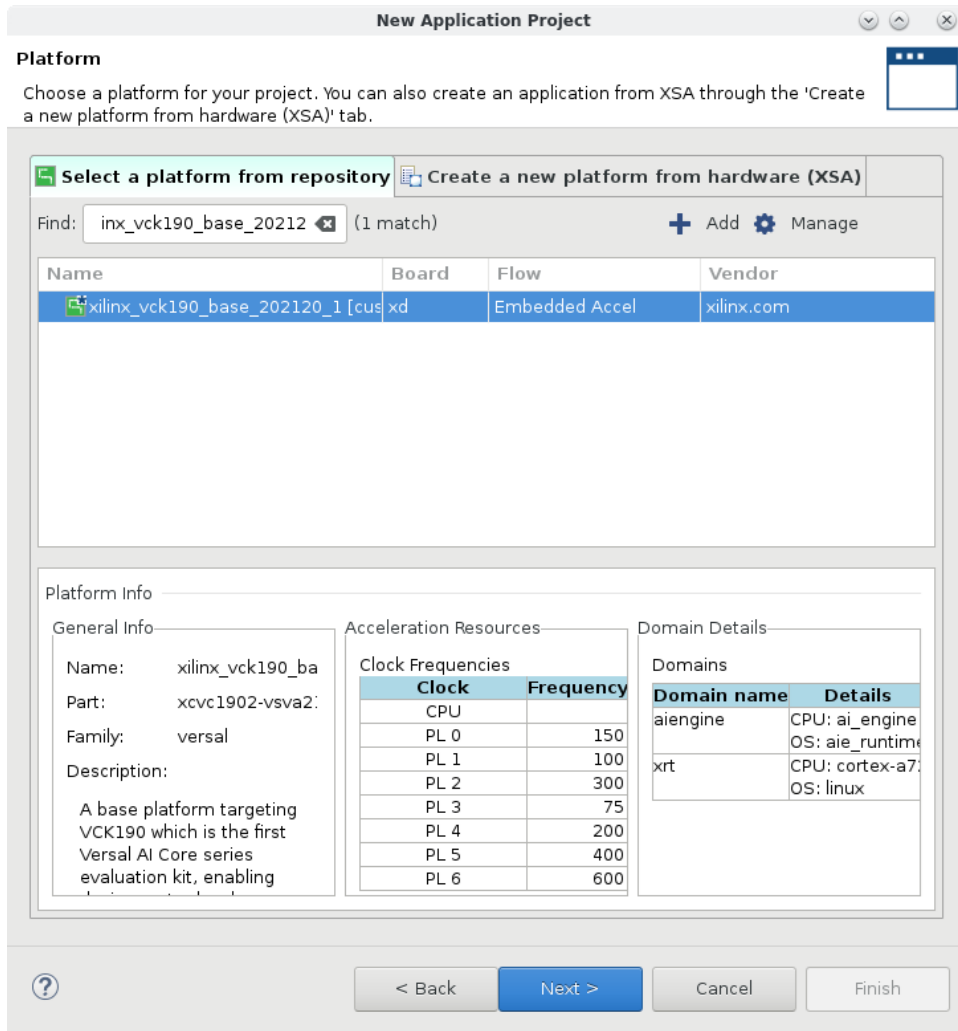 New Application Project
Platform
Choose a platform for your project. You can also create an application from XSA through the 'Create
a new platform from hardware (XSA)' tab.
Select a platform from repository
Create a new platform from hardware (XSA)
Find: inx_vck190_base_20212 (1 match) Add Manage
Name Board Flow Vendor
xilinx_vck190_base_202120_1 [cus xd Embedded Accel xilinx.com
Platform Info
General Info
Name: xilinx_vck190_ba
Part: xcvc1902-vsva2
Family: versal
Description:
A base platform targeting
VCK190 which is the first
Versal AI Core series
evaluation kit, enabling
Acceleration Resources
Clock Frequencies
Clock Frequency
CPU
PL 0 150
PL 1 100
PL 2 300
PL 3 75
PL 4 200
PL 5 400
PL 6 600
Domain Details
Domains
Domain name Details
aiengine CPU: ai_engine
OS: aie_runtime
xrt CPU: cortex-a7
OS: linux
? < Back Next > Cancel Finish